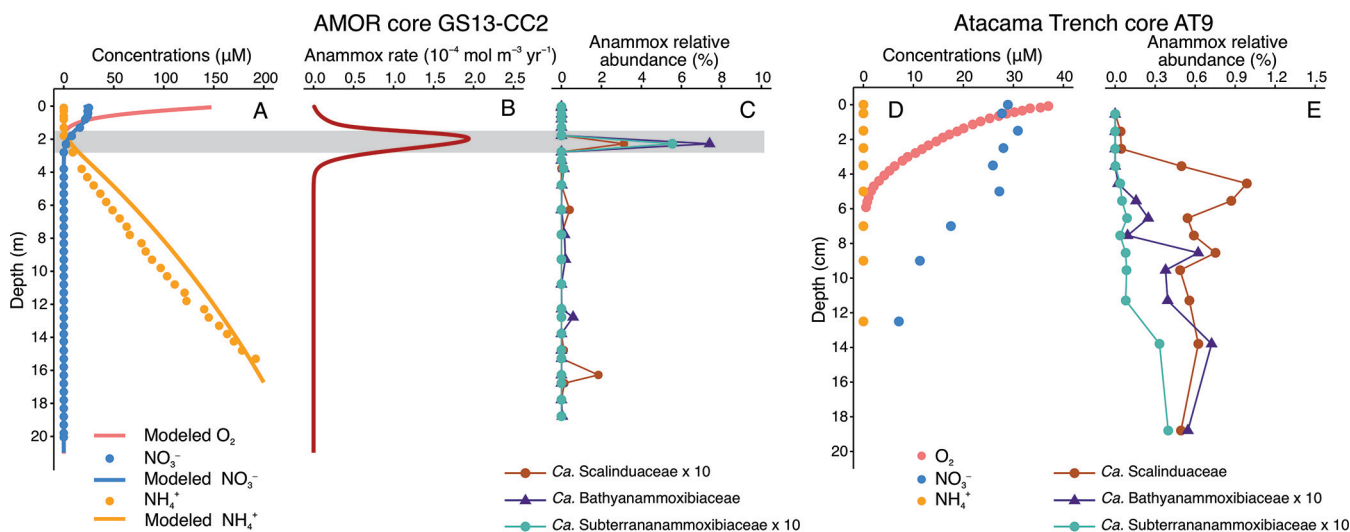 AMOR core GS13-CC2
Atacama Trench core AT9
Concentrations (μM)
0 50 100 150 200
Anammox rate (10⁻⁴ mol m⁻³ yr⁻¹)
0.0 0.5 1.0 1.5 2.0 2.5
Anammox relative
abundance (%)
0 2 4 6 8 10
Concentrations (μM)
0 10 20 30 40
Anammox relative
abundance (%)
0.0 0.3 0.6 0.9 1.2 1.5
A
B
C
D
E
Depth (m)
0
2
4
6
8
10
12
14
16
18
20
Depth (cm)
0
2
4
6
8
10
12
14
16
18
20
Modeled O₂
NO₃⁻
Modeled NO₃⁻
NH₄⁺
Modeled NH₄⁺
Ca. Scalinduaceae x 10
Ca. Bathyanammoxibiaceae
Ca. Subterrananammoxibiaceae x 10
O₂
NO₃⁻
NH₄⁺
Ca. Scalinduaceae
Ca. Bathyanammoxibiaceae x 10
Ca. Subterrananammoxibiaceae x 10